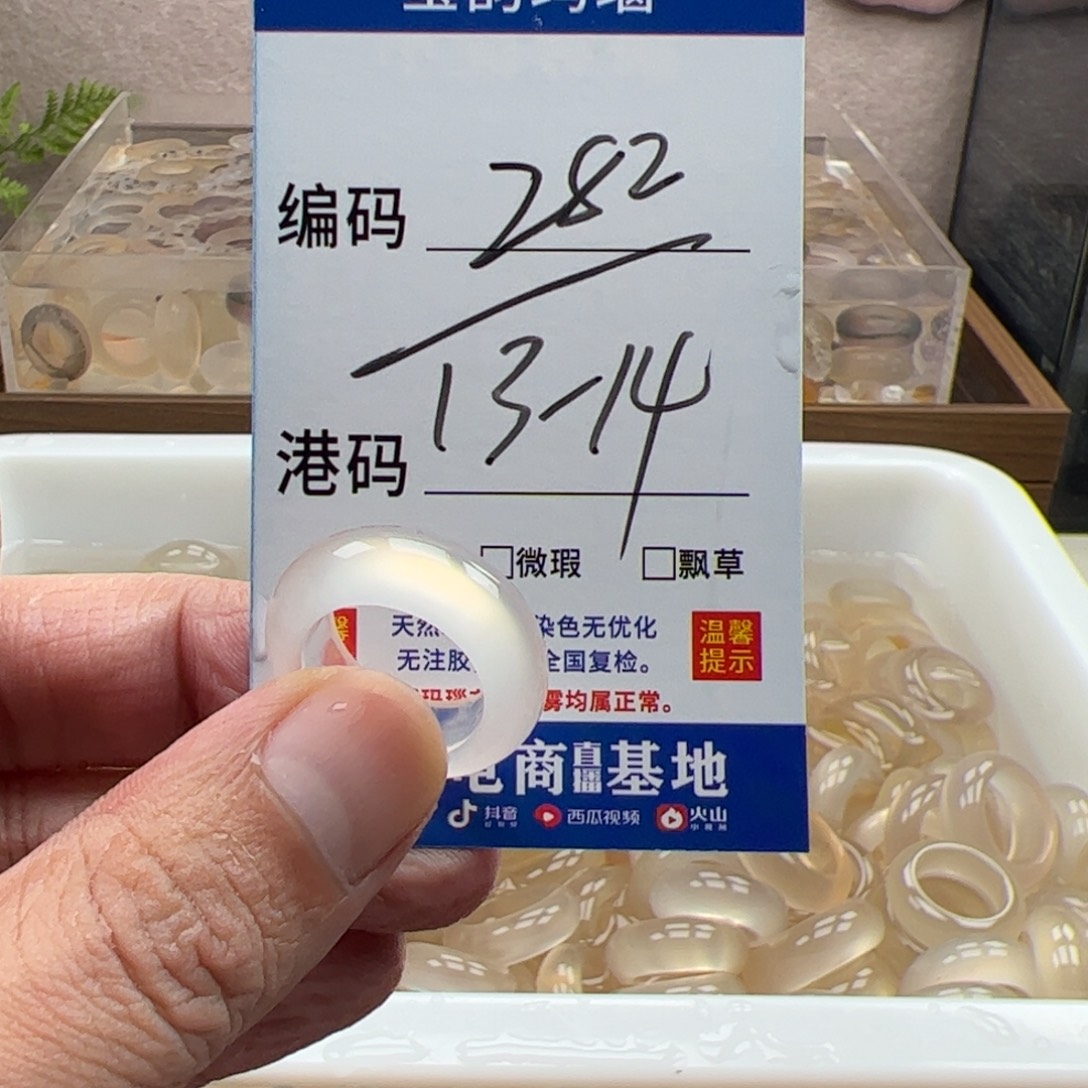 编码 282
港码 13-14
□微瑕 □飘草
天然 染色无优化 温馨
无注胶 全国复检。 提示
雾均属正常。
电商直播基地
抖音 西瓜视频 火山